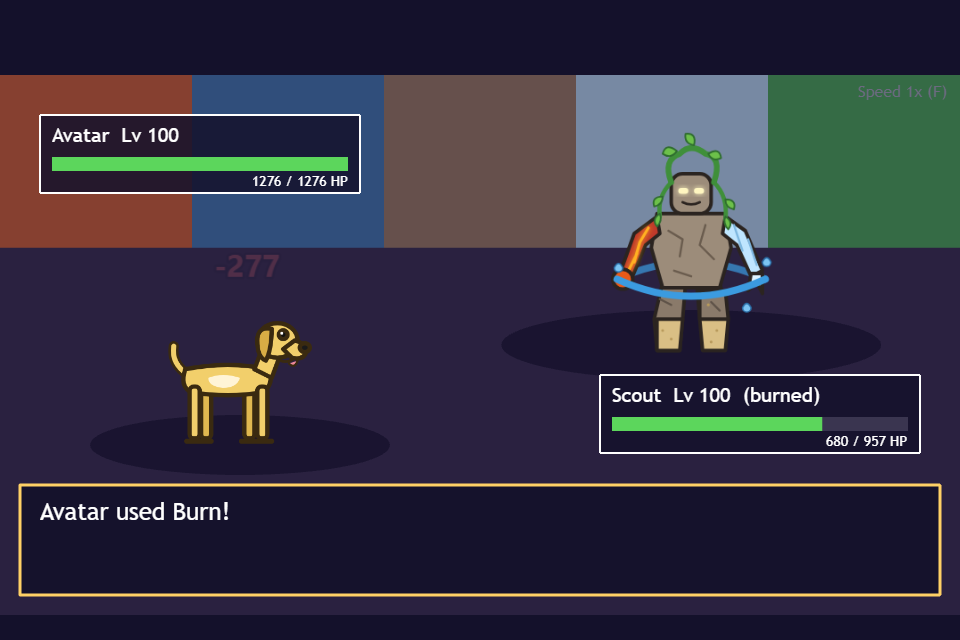 Speed 1x (F)
Avatar Lv 100
1276 / 1276 HP
-277
Scout Lv 100 (burned)
680 / 957 HP
Avatar used Burn!